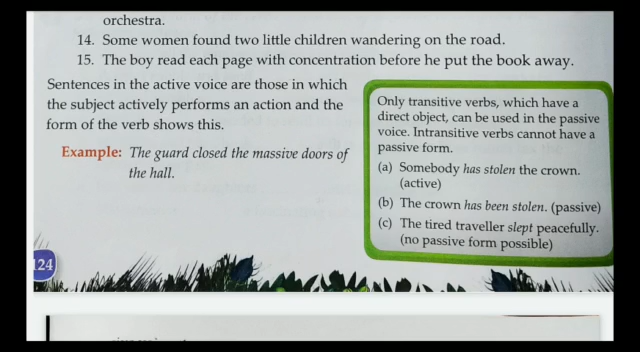 orchestra.
14. Some women found two little children wandering on the road.
15. The boy read each page with concentration before he put the book away.
Sentences in the active voice are those in which
the subject actively performs an action and the
form of the verb shows this.
Example: The guard closed the massive doors of
the hall.
Only transitive verbs, which have a
direct object, can be used in the passive
voice. Intransitive verbs cannot have a
passive form.
(a) Somebody has stolen the crown.
(active)
(b) The crown has been stolen. (passive)
(c) The tired traveller slept peacefully.
(no passive form possible)
124